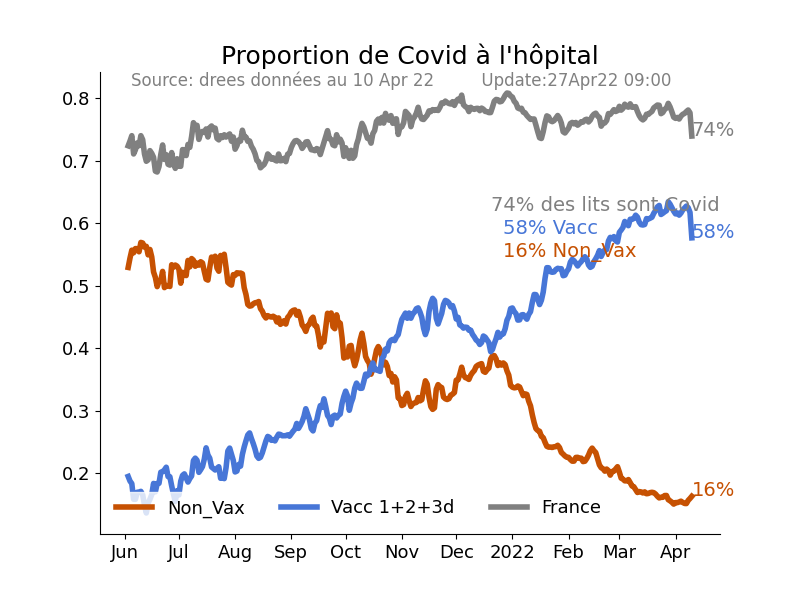 Proportion de Covid à l'hôpital
Source: drees données au 10 Apr 22 Update:27Apr22 09:00
0.8
74%
0.7
74% des lits sont Covid
0.6
58% Vacc
58%
16% Non_Vax
0.5
0.4
0.3
0.2
16%
Non_Vax Vacc 1+2+3d France
Jun Jul Aug Sep Oct Nov Dec 2022 Feb Mar Apr